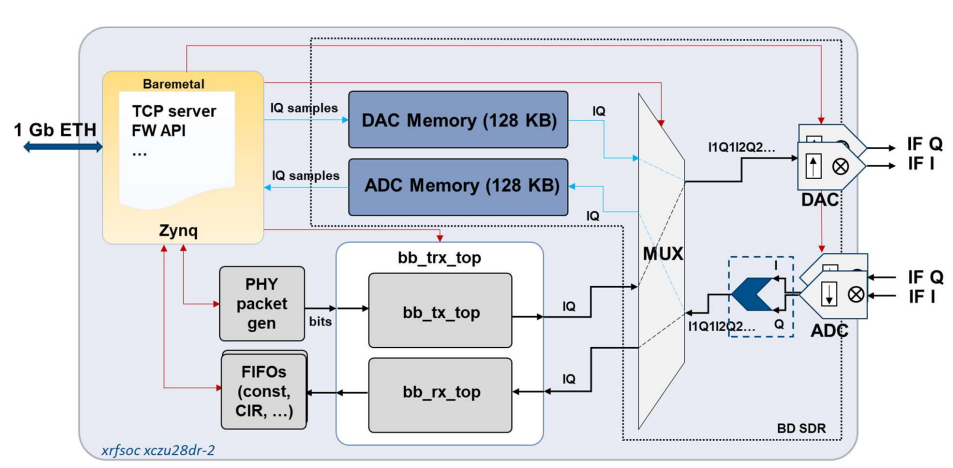 Baremetal
TCP server
FW API
...
Zynq
1 Gb ETH
IQ samples
DAC Memory (128 KB)
IQ
IQ samples
ADC Memory (128 KB)
IQ
I1Q1I2Q2...
IF Q
IF I
DAC
MUX
bb_trx_top
PHY
packet
gen
bits
bb_tx_top
IQ
FIFOs
(const,
CIR, ...)
bb_rx_top
IQ
I1Q1I2Q2...
I
Q
IF Q
IF I
ADC
BD SDR
xrfsoc xczu28dr-2